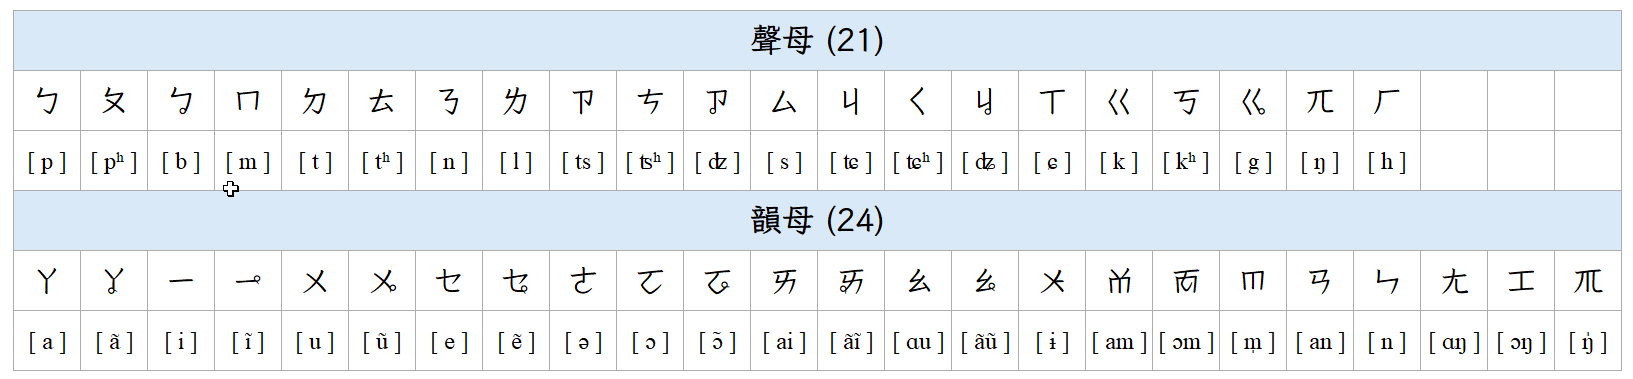 聲母 (21)
ㄅ ㄆ ㆠ ㄇ ㄉ ㄊ ㄋ ㄌ ㄗ ㄘ ㆡ ㄙ ㄐ ㄑ ㆢ ㄒ ㄍ ㄎ ㆣ ㆭ ㄏ
[ p ] [ pʰ ] [ b ] [ m ] [ t ] [ tʰ ] [ n ] [ l ] [ ts ] [ ʦʰ ] [ ʣ ] [ s ] [ ʨ ] [ ʨʰ ] [ ʥ ] [ ɕ ] [ k ] [ kʰ ] [ g ] [ ŋ ] [ h ]
韻母 (24)
ㄚ ㆩ ㄧ ㆪ ㄨ ㆫ ㆤ ㆥ ㄜ ㆦ ㆧ ㄞ ㆮ ㄠ ㆯ ㆨ ㆰ ㆱ ㆬ ㄢ ㄣ ㄤ ㆲ ㆭ
[ a ] [ ã ] [ i ] [ ĩ ] [ u ] [ ũ ] [ e ] [ ẽ ] [ ə ] [ ɔ ] [ ɔ̃ ] [ ai ] [ ãĩ ] [ ɑu ] [ ãũ ] [ ɨ ] [ am ] [ ɔm ] [ m̩ ] [ an ] [ n ] [ ɑŋ ] [ ɔŋ ] [ ŋ̍ ]